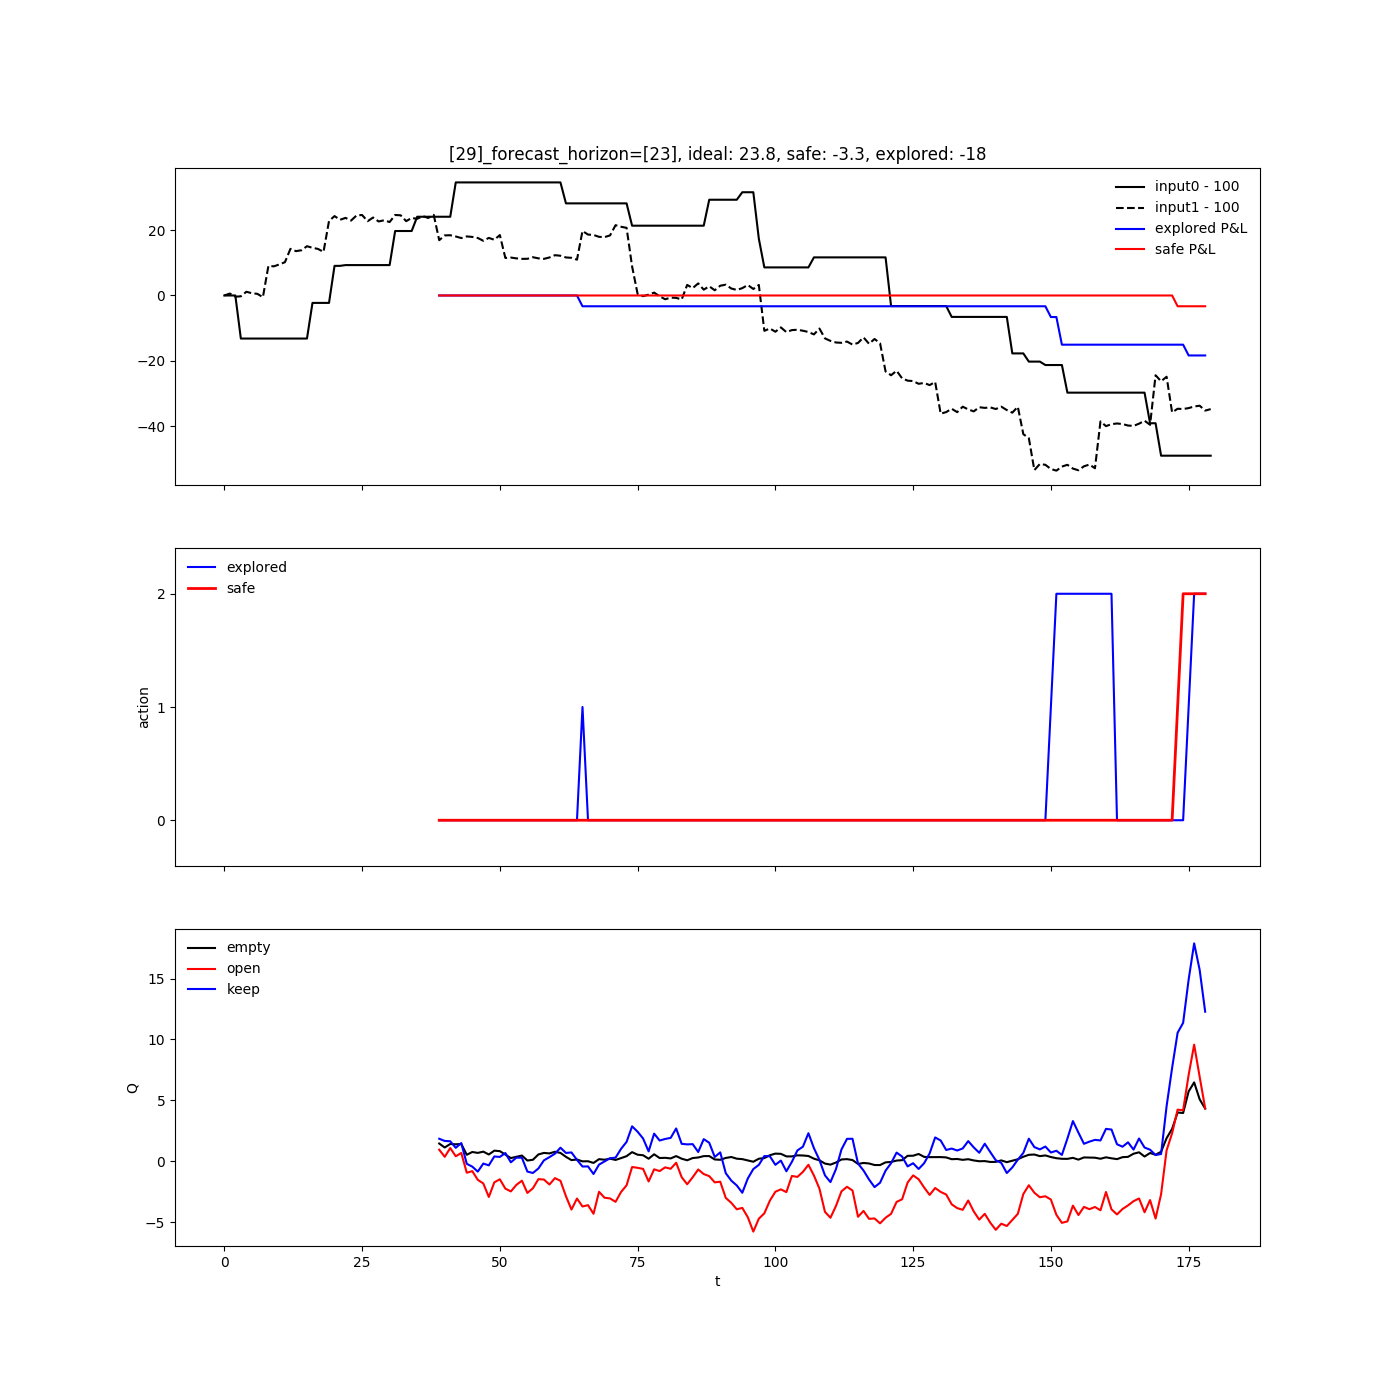 [29]_forecast_horizon=[23], ideal: 23.8, safe: -3.3, explored: -18
input0 - 100
input1 - 100
explored P&L
safe P&L
20
0
−20
−40
explored
safe
2
1
0
action
empty
open
keep
15
10
5
0
−5
Q
0 25 50 75 100 125 150 175
t